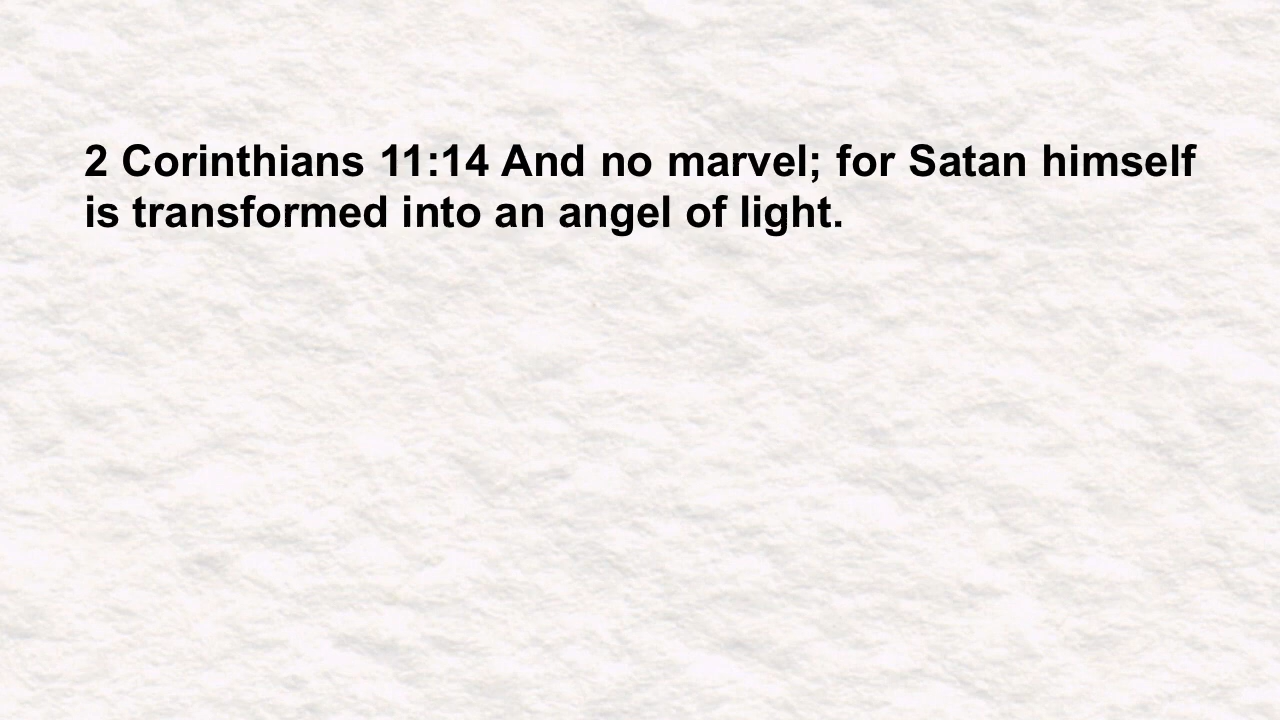 2 Corinthians 11:14 And no marvel; for Satan himself
is transformed into an angel of light.